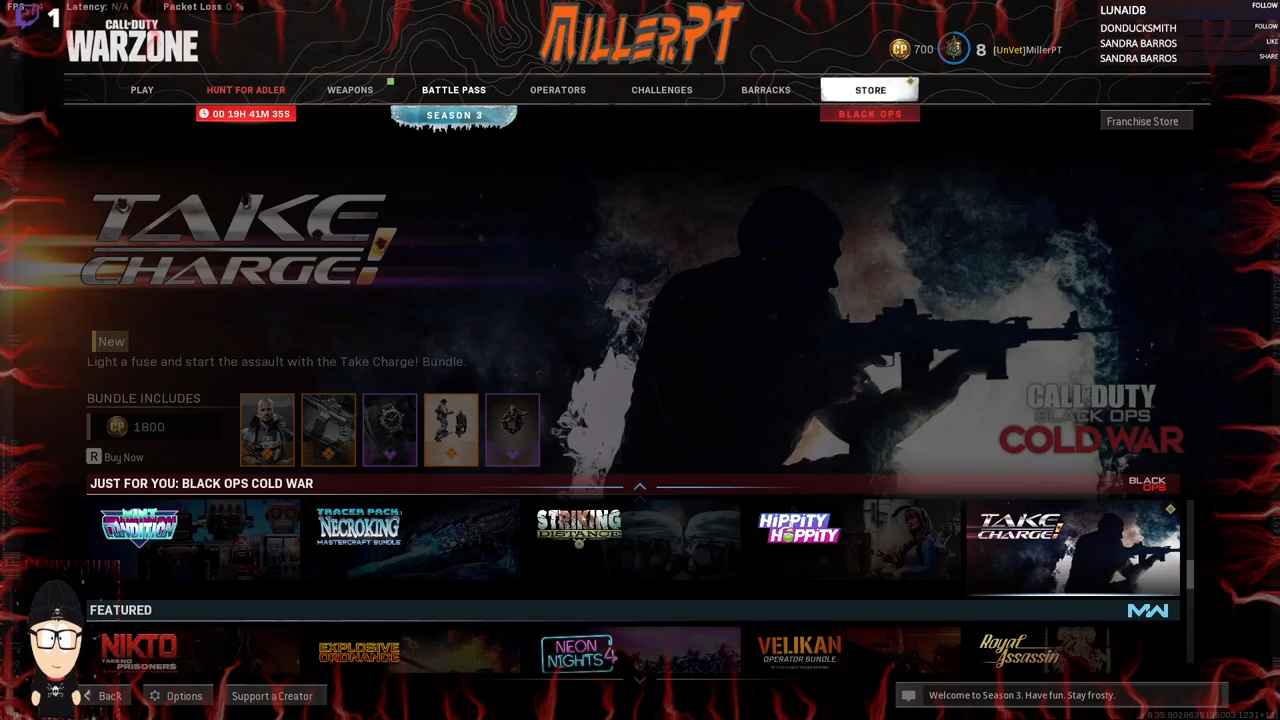 FPS: Latency: N/A Packet Loss 0 %
1
CALL·DUTY
WARZONE
MILLERPT
CP 700
8 [UnVet]MillerPT
LUNAIDB FOLLOW
DONDUCKSMITH FOLLOW
SANDRA BARROS LIKE
SANDRA BARROS SHARE
PLAY
HUNT FOR ADLER
WEAPONS
BATTLE PASS
OPERATORS
CHALLENGES
BARRACKS
STORE
0D 19H 41M 35S
SEASON 3
BLACK OPS
Franchise Store
TAKE
CHARGE!
New
Light a fuse and start the assault with the Take Charge! Bundle.
BUNDLE INCLUDES
CP 1800
R Buy Now
CALL·DUTY
BLACK OPS
COLD WAR
JUST FOR YOU: BLACK OPS COLD WAR
BLACK
OPS
MINT
CONDITION
TRACER PACK:
NECROKING
MASTERCRAFT BUNDLE
STRIKING
DISTANCE
HiPPiTY
HOPPiTY
TAKE
CHARGE!
FEATURED
MW
NIKTO
TAKE NO
PRISONERS
EXPLOSIVE
ORDNANCE
NEON
NIGHTS 4
VELIKAN
OPERATOR BUNDLE
Royal
Assassin
Back
Options
Support a Creator
Welcome to Season 3. Have fun. Stay frosty.